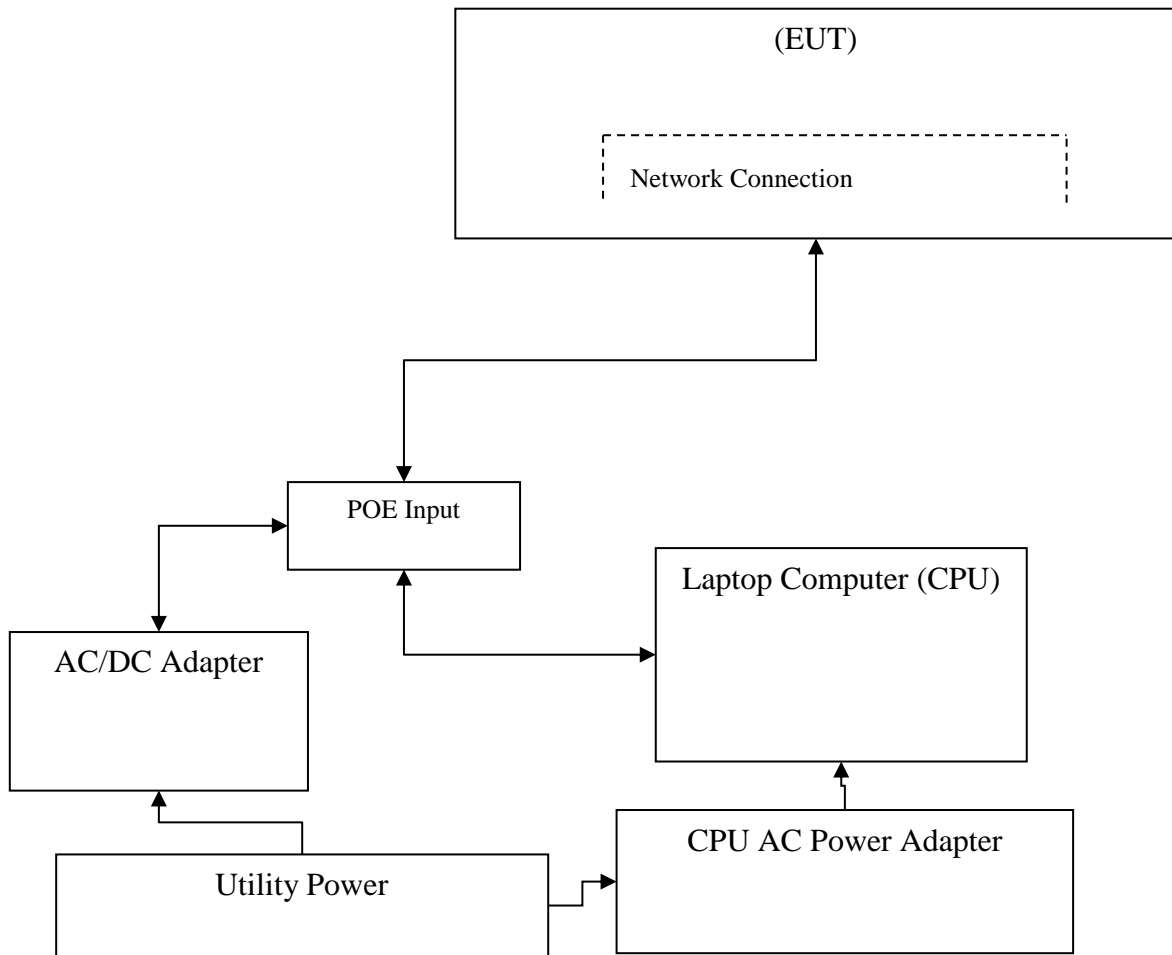 (EUT)
Network Connection
POE Input
Laptop Computer (CPU)
AC/DC Adapter
CPU AC Power Adapter
Utility Power